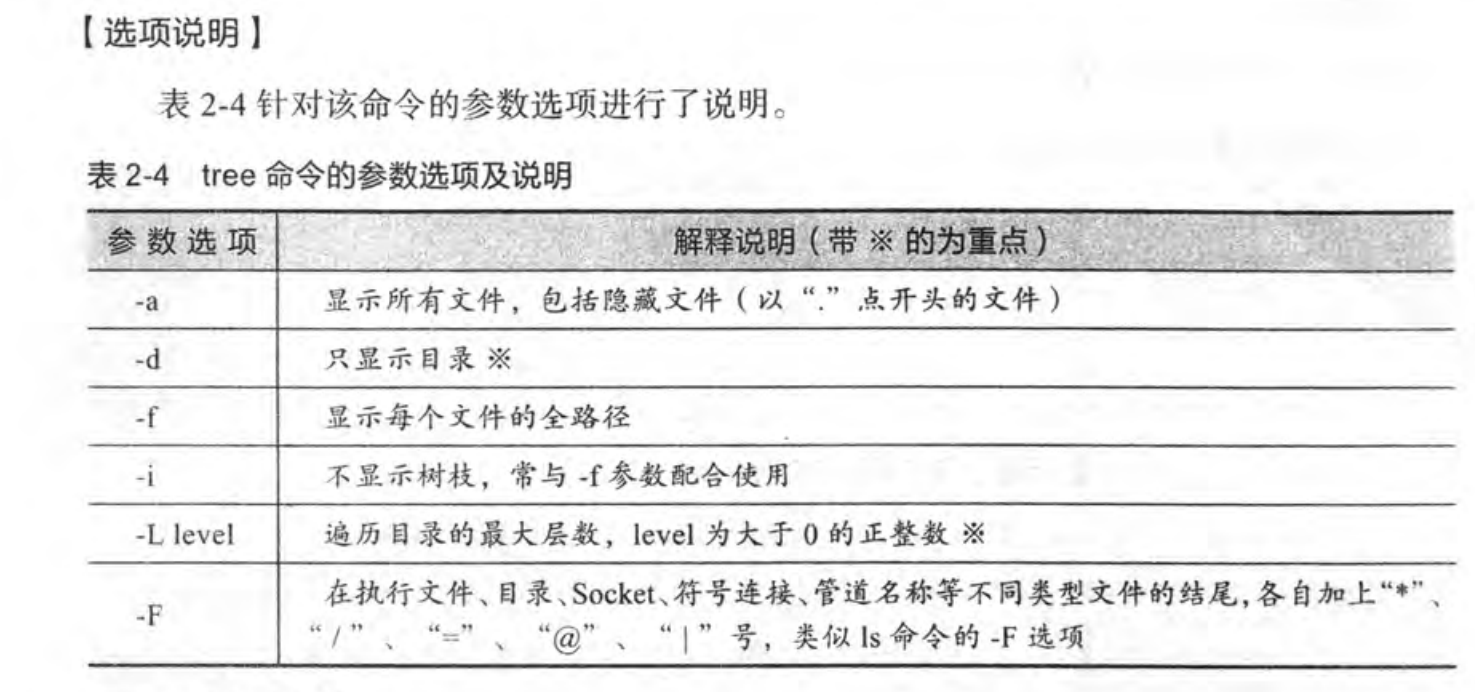 【选项说明】
表 2-4 针对该命令的参数选项进行了说明。
表 2-4 tree 命令的参数选项及说明
参数选项 解释说明（带 ※ 的为重点）
-a 显示所有文件，包括隐藏文件（以“.”点开头的文件）
-d 只显示目录 ※
-f 显示每个文件的全路径
-i 不显示树枝，常与 -f 参数配合使用
-L level 遍历目录的最大层数，level 为大于 0 的正整数 ※
-F 在执行文件、目录、Socket、符号连接、管道名称等不同类型文件的结尾，各自加上“*”、
“/”、“=”、“@”、“|”号，类似 ls 命令的 -F 选项